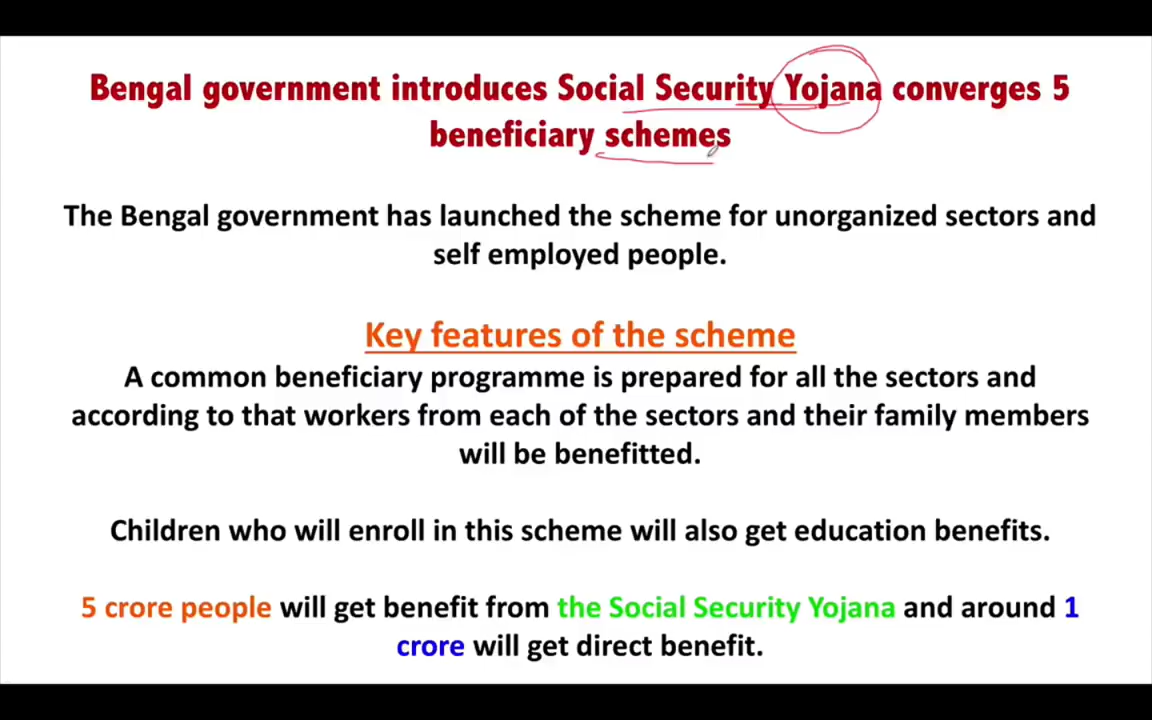 Bengal government introduces Social Security Yojana converges 5
beneficiary schemes
The Bengal government has launched the scheme for unorganized sectors and
self employed people.
Key features of the scheme
A common beneficiary programme is prepared for all the sectors and
according to that workers from each of the sectors and their family members
will be benefitted.
Children who will enroll in this scheme will also get education benefits.
5 crore people will get benefit from the Social Security Yojana and around 1
crore will get direct benefit.